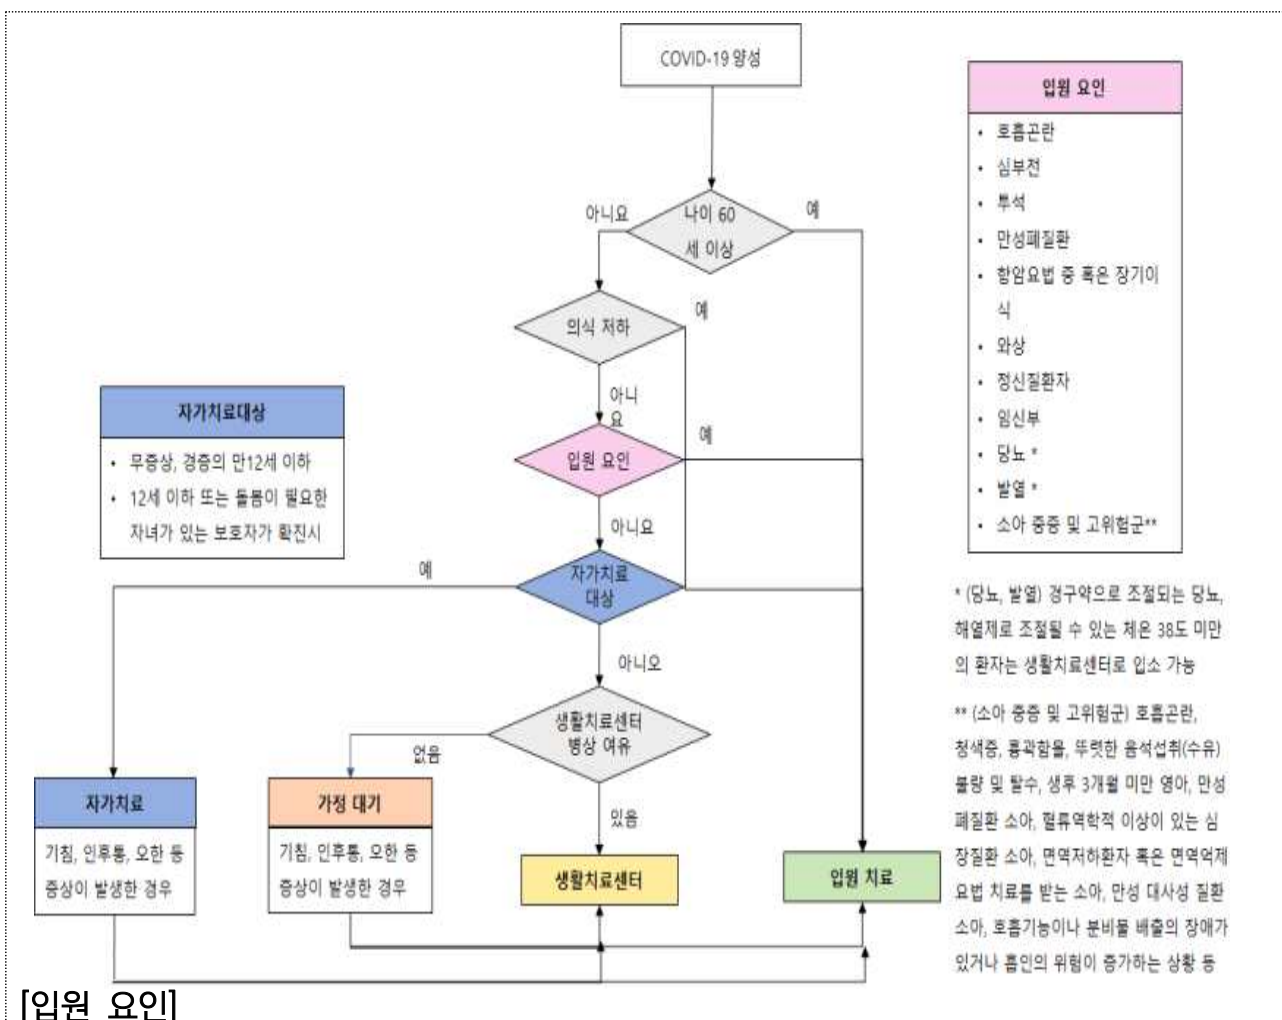 COVID-19 양성
나이 60
세 이상
아니요
예
의식 저하
예
아니
요
입원 요인
예
아니요
자가치료
대상
예
아니오
생활치료센터
병상 여유
없음
있음
자가치료대상
• 무증상, 경증의 만12세 이하
• 12세 이하 또는 돌봄이 필요한
자녀가 있는 보호자가 확진시
자가치료
기침, 인후통, 오한 등
증상이 발생한 경우
가정 대기
기침, 인후통, 오한 등
증상이 발생한 경우
생활치료센터
입원 치료
입원 요인
• 호흡곤란
• 심부전
• 투석
• 만성폐질환
• 항암요법 중 혹은 장기이
식
• 와상
• 정신질환자
• 임신부
• 당뇨 *
• 발열 *
• 소아 중증 및 고위험군**
* (당뇨, 발열) 경구약으로 조절되는 당뇨,
해열제로 조절될 수 있는 체온 38도 미만
의 환자는 생활치료센터로 입소 가능
** (소아 중증 및 고위험군) 호흡곤란,
청색증, 흉곽함몰, 뚜렷한 음식섭취(수유)
불량 및 탈수, 생후 3개월 미만 영아, 만성
폐질환 소아, 혈류역학적 이상이 있는 심
장질환 소아, 면역저하환자 혹은 면역억제
요법 치료를 받는 소아, 만성 대사성 질환
소아, 호흡기능이나 분비물 배출의 장애가
있거나 흡인의 위험이 증가하는 상황 등
[입원 요인]